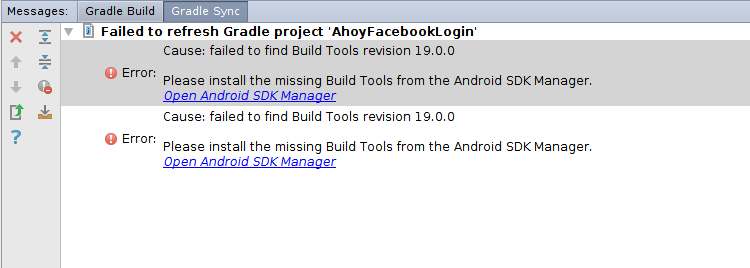 Messages: Gradle Build Gradle Sync
Failed to refresh Gradle project 'AhoyFacebookLogin'
Cause: failed to find Build Tools revision 19.0.0
Error:
Please install the missing Build Tools from the Android SDK Manager.
Open Android SDK Manager
Cause: failed to find Build Tools revision 19.0.0
Error:
Please install the missing Build Tools from the Android SDK Manager.
Open Android SDK Manager